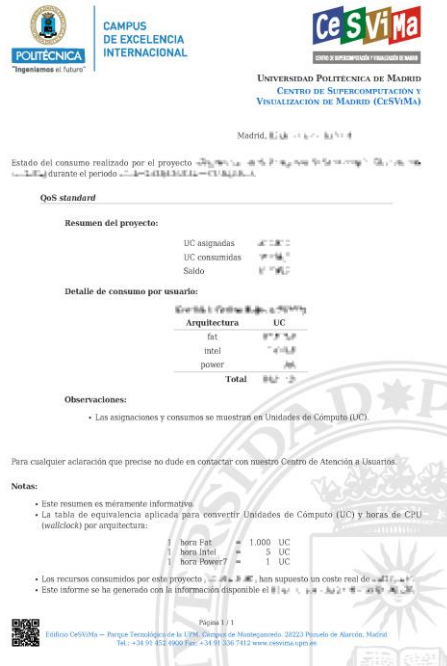 POLITÉCNICA
"Ingeniamos el futuro"
CAMPUS
DE EXCELENCIA
INTERNACIONAL
CeSViMa
CENTRO DE SUPERCOMPUTACIÓN Y VISUALIZACIÓN DE MADRID
UNIVERSIDAD POLITÉCNICA DE MADRID
CENTRO DE SUPERCOMPUTACIÓN Y
VISUALIZACIÓN DE MADRID (CESVIMA)
Madrid,
Estado del consumo realizado por el proyecto
durante el periodo
QoS standard
Resumen del proyecto:
UC asignadas
UC consumidas
Saldo
Detalle de consumo por usuario:
Arquitectura UC
fat
intel
power
Total
Observaciones:
• Las asignaciones y consumos se muestran en Unidades de Cómputo (UC).
Para cualquier aclaración que precise no dude en contactar con nuestro Centro de Atención a Usuarios.
Notas:
• Este resumen es méramente informativo.
• La tabla de equivalencia aplicada para convertir Unidades de Cómputo (UC) y horas de CPU
(wallclock) por arquitectura:
1 hora Fat = 1.000 UC
1 hora Intel = 5 UC
1 hora Power7 = 1 UC
• Los recursos consumidos por este proyecto, , han supuesto un coste real de
• Este informe se ha generado con la información disponible el
Página 1 / 1
Edificio CeSViMa — Parque Tecnológico de la UPM. Campus de Montegancedo. 28223 Pozuelo de Alarcón, Madrid
Tel.: +34 91 452 4900 Fax: +34 91 336 7412 www.cesvima.upm.es